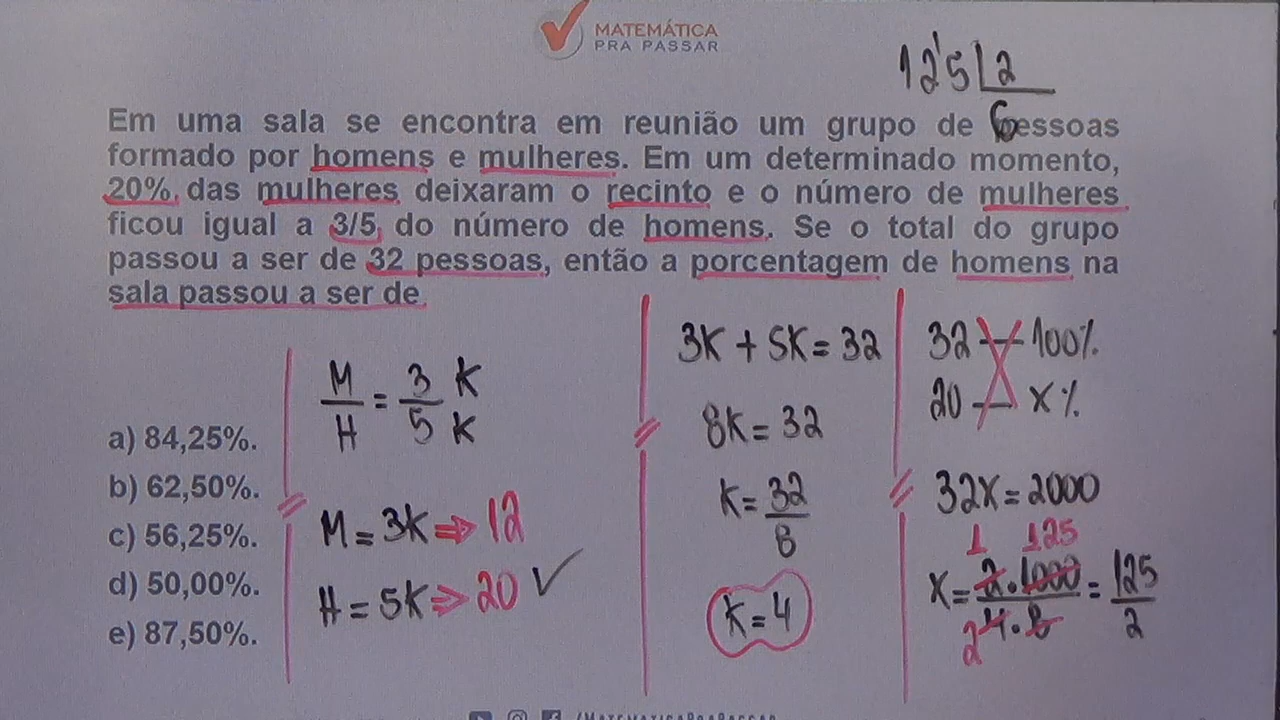 MATEMÁTICA
PRA PASSAR
125 | 2
6
Em uma sala se encontra em reunião um grupo de pessoas
formado por homens e mulheres. Em um determinado momento,
20% das mulheres deixaram o recinto e o número de mulheres
ficou igual a 3/5 do número de homens. Se o total do grupo
passou a ser de 32 pessoas, então a porcentagem de homens na
sala passou a ser de
a) 84,25%.
b) 62,50%.
c) 56,25%.
d) 50,00%.
e) 87,50%.
M/H = 3/5 K/K
M = 3K ⇒ 12
H = 5K ⇒ 20 ✓
3K + 5K = 32
8K = 32
K = 32/8
K = 4
32 — 100%
20 — X%
32X = 2000
1 125
X = 2.1000/4.8 = 125/2
2
/MATEMATICAPRAPASSAR